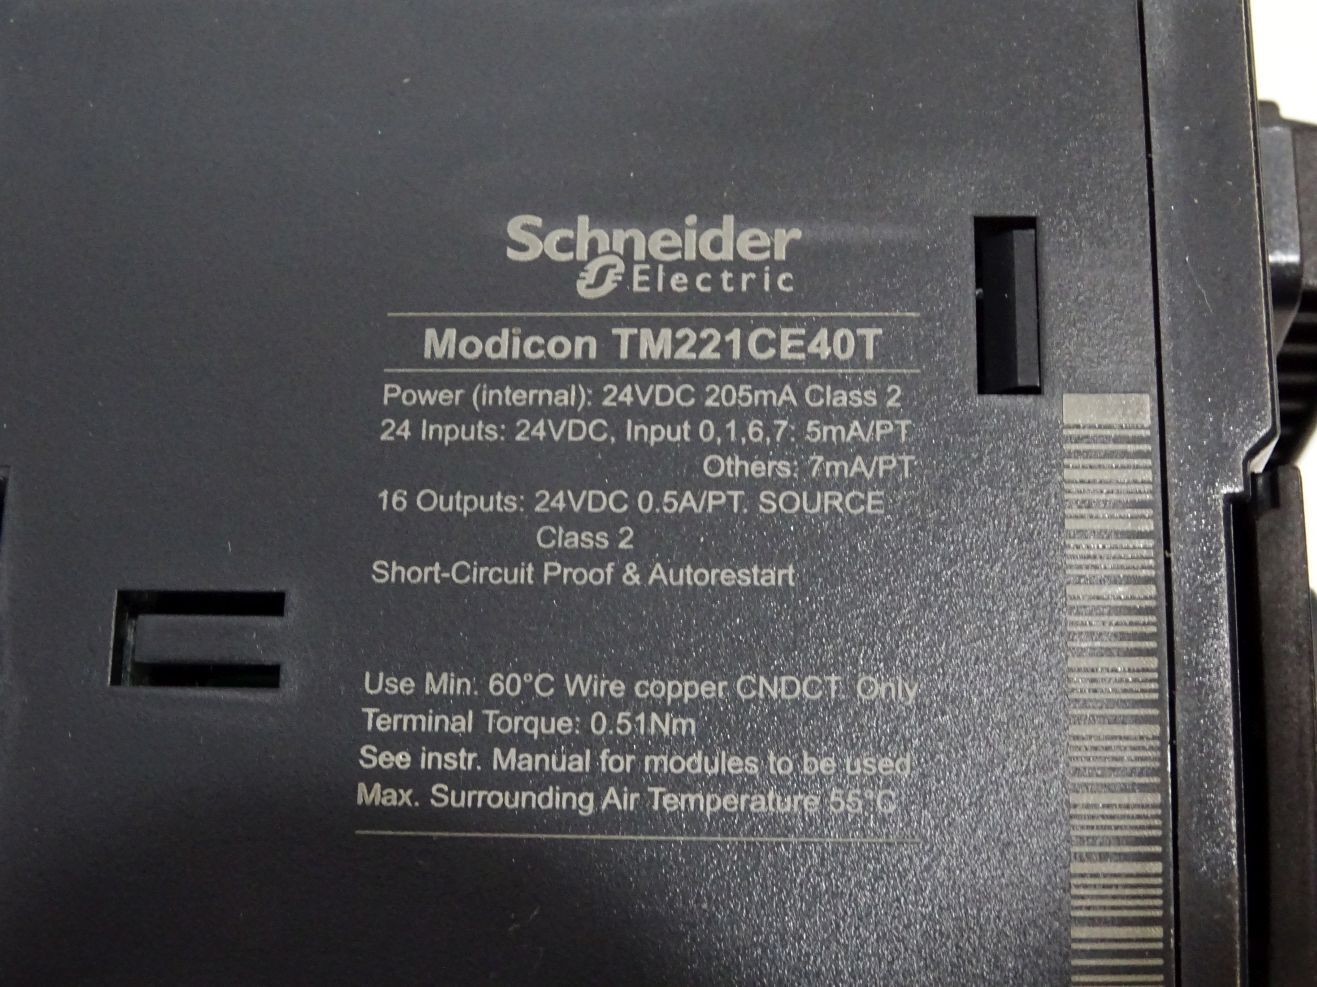 Schneider
Electric
Modicon TM221CE40T
Power (internal): 24VDC 205mA Class 2
24 Inputs: 24VDC, Input 0,1,6,7: 5mA/PT
Others: 7mA/PT
16 Outputs: 24VDC 0.5A/PT. SOURCE
Class 2
Short-Circuit Proof & Autorestart
Use Min. 60°C Wire copper CNDCT. Only
Terminal Torque: 0.51Nm
See instr. Manual for modules to be used
Max. Surrounding Air Temperature 55°C